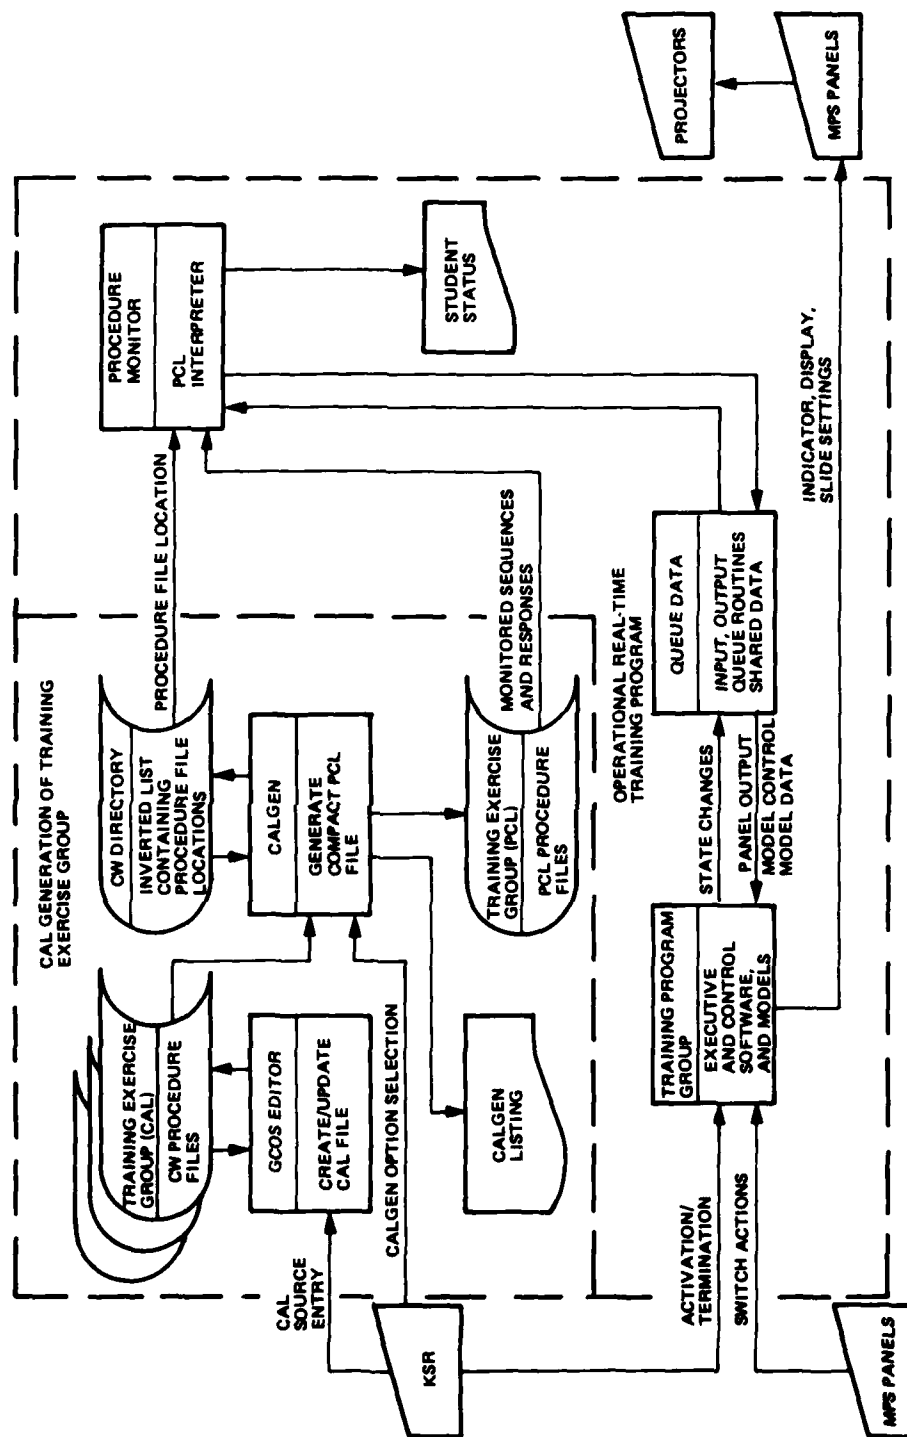 CAL GENERATION OF TRAINING
EXERCISE GROUP
TRAINING EXERCISE
GROUP (CAL)
CW PROCEDURE
FILES
CW DIRECTORY
INVERTED LIST
CONTAINING
PROCEDURE FILE
LOCATIONS
PROCEDURE FILE LOCATION
PROCEDURE
MONITOR
PCL
INTERPRETER
CAL
SOURCE
ENTRY
GCOS EDITOR
CREATE/UPDATE
CAL FILE
CALGEN
GENERATE
COMPACT PCL
FILE
CALGEN OPTION SELECTION
KSR
CALGEN
LISTING
TRAINING EXERCISE
GROUP (PCL)
PCL PROCEDURE
FILES
MONITORED SEQUENCES
AND RESPONSES
STUDENT
STATUS
OPERATIONAL REAL-TIME
TRAINING PROGRAM
ACTIVATION/
TERMINATION
SWITCH ACTIONS
MPS PANELS
TRAINING PROGRAM
GROUP
EXECUTIVE
AND CONTROL
SOFTWARE,
AND MODELS
STATE CHANGES
PANEL OUTPUT
MODEL CONTROL
MODEL DATA
QUEUE DATA
INPUT, OUTPUT
QUEUE ROUTINES
SHARED DATA
INDICATOR, DISPLAY,
SLIDE SETTINGS
PROJECTORS
MPS PANELS